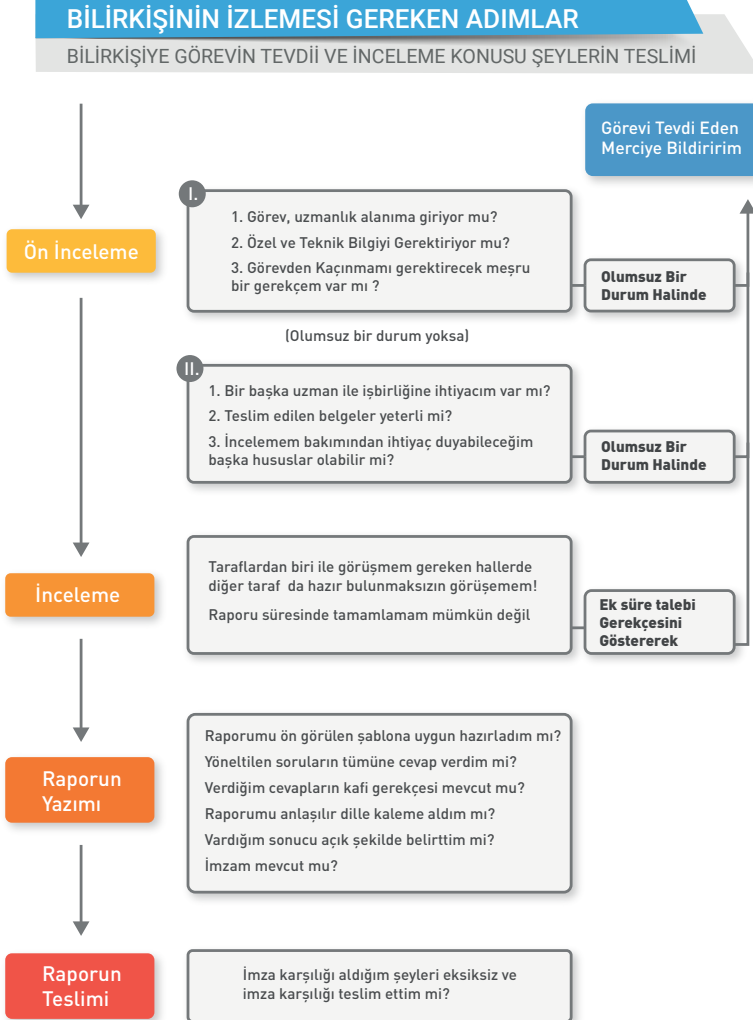 BİLİRKİŞİNİN İZLEMESİ GEREKEN ADIMLAR
BİLİRKİŞİYE GÖREVİN TEVDİİ VE İNCELEME KONUSU ŞEYLERİN TESLİMİ
Görevi Tevdi Eden
Merciye Bildiririm
Ön İnceleme
I.
1. Görev, uzmanlık alanıma giriyor mu?
2. Özel ve Teknik Bilgiyi Gerektiriyor mu?
3. Görevden Kaçınmamı gerektirecek meşru
bir gerekçem var mı ?
Olumsuz Bir
Durum Halinde
(Olumsuz bir durum yoksa)
II.
1. Bir başka uzman ile işbirliğine ihtiyacım var mı?
2. Teslim edilen belgeler yeterli mi?
3. İncelemem bakımından ihtiyaç duyabileceğim
başka hususlar olabilir mi?
Olumsuz Bir
Durum Halinde
İnceleme
Taraflardan biri ile görüşmem gereken hallerde
diğer taraf da hazır bulunmaksızın görüşemem!
Raporu süresinde tamamlamam mümkün değil
Ek süre talebi
Gerekçesini
Göstererek
Raporun
Yazımı
Raporumu ön görülen şablona uygun hazırladım mı?
Yöneltilen soruların tümüne cevap verdim mi?
Verdiğim cevapların kafi gerekçesi mevcut mu?
Raporumu anlaşılır dille kaleme aldım mı?
Vardığım sonucu açık şekilde belirttim mi?
İmzam mevcut mu?
Raporun
Teslimi
İmza karşılığı aldığım şeyleri eksiksiz ve
imza karşılığı teslim ettim mi?